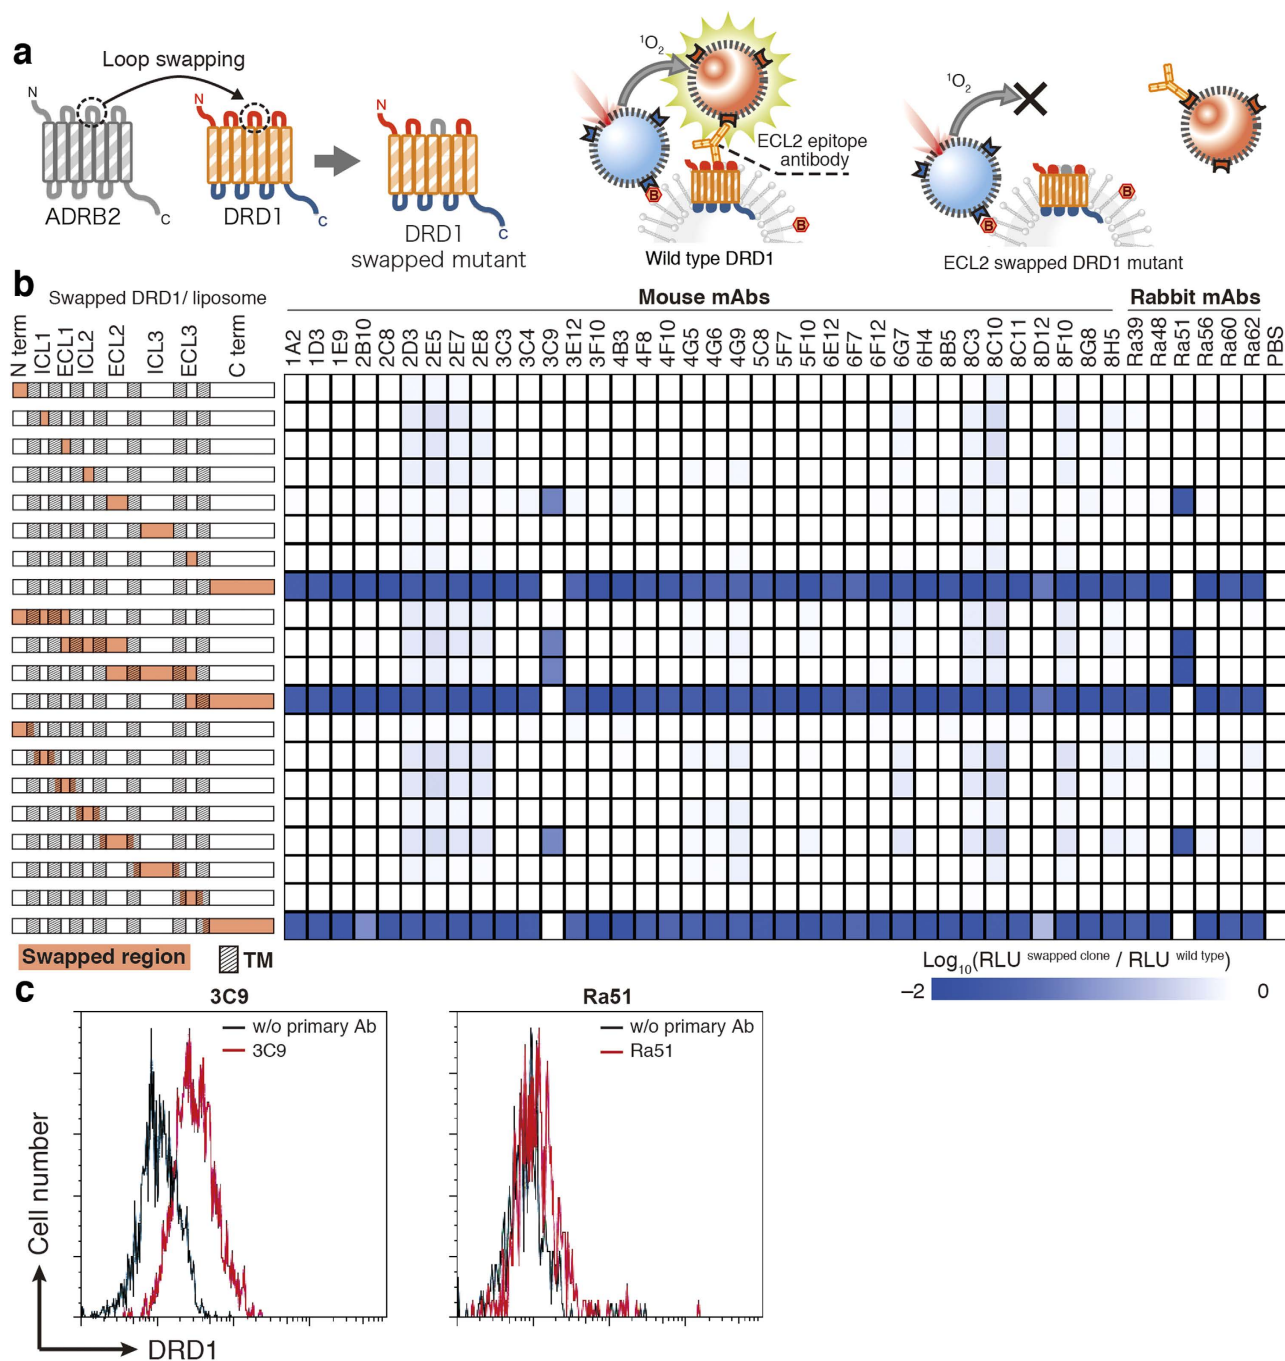 a
Loop swapping
N
ADRB2
C
N
DRD1
C
N
DRD1
swapped mutant
C
¹O₂
ECL2 epitope
antibody
B
B
Wild type DRD1
¹O₂
B
B
ECL2 swapped DRD1 mutant
b
Swapped DRD1/ liposome
Mouse mAbs
Rabbit mAbs
N term
ICL1
ECL1
ICL2
ECL2
ICL3
ECL3
C term
1A2
1D3
1E9
2B10
2C8
2D3
2E5
2E7
2E8
3C3
3C4
3C9
3E12
3F10
4B3
4F8
4F10
4G5
4G6
4G9
5C8
5F7
5F10
6E12
6F7
6F12
6G7
6H4
8B5
8C3
8C10
8C11
8D12
8F10
8G8
8H5
Ra39
Ra48
Ra51
Ra56
Ra60
Ra62
PBS
Swapped region
TM
Log₁₀(RLU swapped clone / RLU wild type)
−2
0
c
3C9
w/o primary Ab
3C9
Ra51
w/o primary Ab
Ra51
Cell number
DRD1